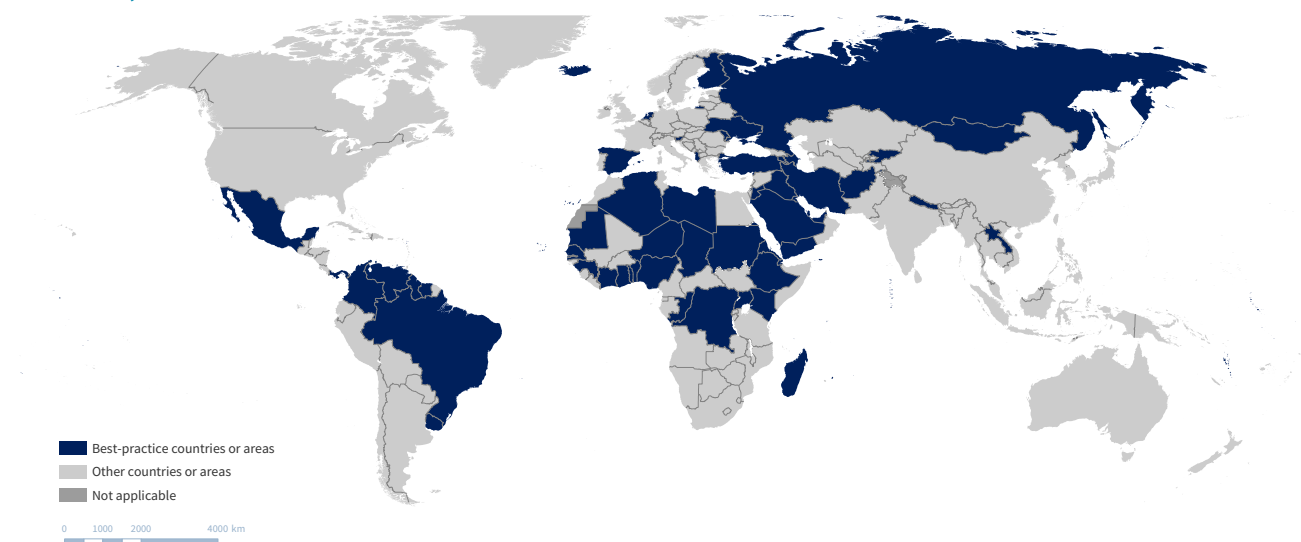 Best-practice countries or areas
Other countries or areas
Not applicable
0 1000 2000 4000 km